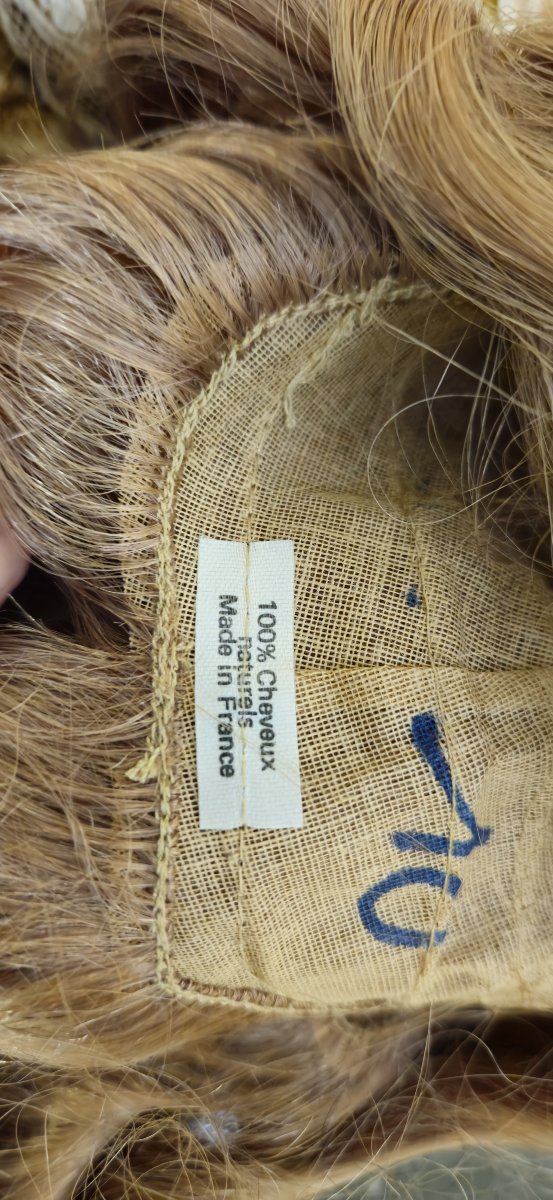 100% Cheveux
naturels
Made in France